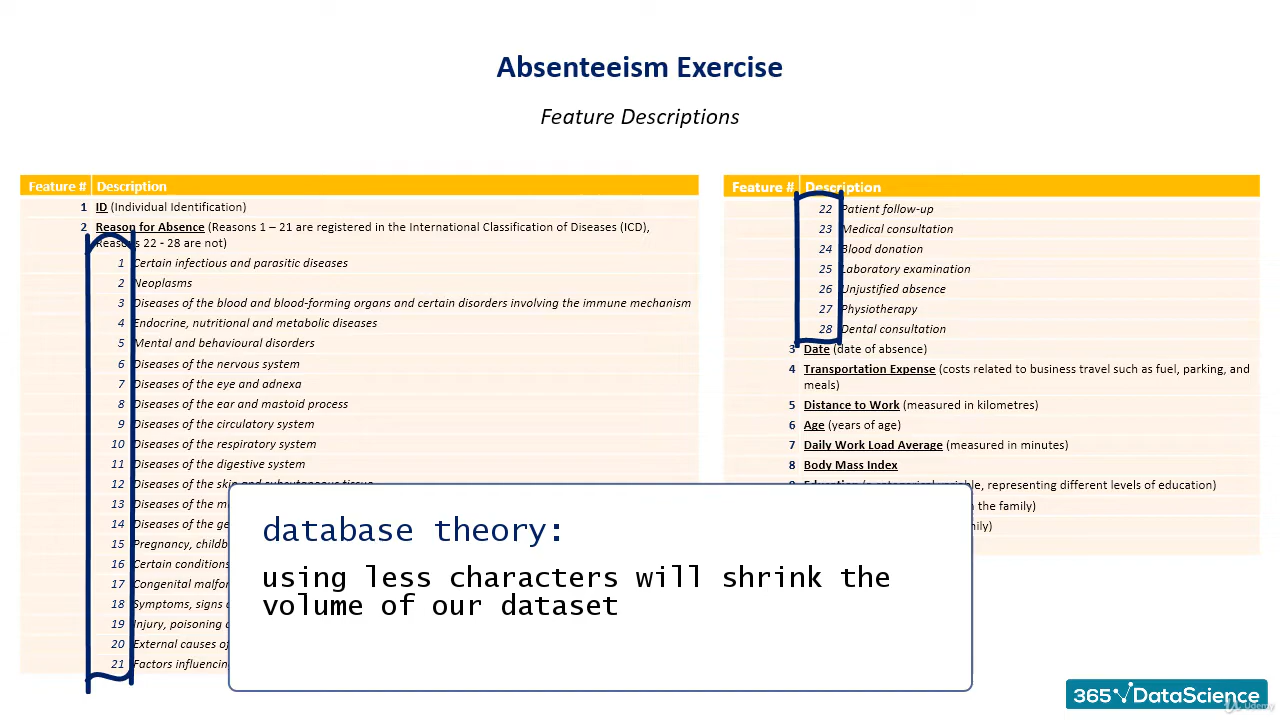 Absenteeism Exercise
Feature Descriptions
Feature # Description
1 ID (Individual Identification)
2 Reason for Absence (Reasons 1 – 21 are registered in the International Classification of Diseases (ICD),
Reasons 22 - 28 are not)
1 Certain infectious and parasitic diseases
2 Neoplasms
3 Diseases of the blood and blood-forming organs and certain disorders involving the immune mechanism
4 Endocrine, nutritional and metabolic diseases
5 Mental and behavioural disorders
6 Diseases of the nervous system
7 Diseases of the eye and adnexa
8 Diseases of the ear and mastoid process
9 Diseases of the circulatory system
10 Diseases of the respiratory system
11 Diseases of the digestive system
12 Diseases of the skin and subcutaneous tissue
13 Diseases of the
14 Diseases of the
15 Pregnancy,
16 Certain conditions
17 Congenital
18 Symptoms, signs
19 Injury, poisoning
20 External causes of
21 Factors
Feature # Description
22 Patient follow-up
23 Medical consultation
24 Blood donation
25 Laboratory examination
26 Unjustified absence
27 Physiotherapy
28 Dental consultation
3 Date (date of absence)
4 Transportation Expense (costs related to business travel such as fuel, parking, and
meals)
5 Distance to Work (measured in kilometres)
6 Age (years of age)
7 Daily Work Load Average (measured in minutes)
8 Body Mass Index
9 Education (a categorical variable, representing different levels of education)
the family)
database theory:
using less characters will shrink the
volume of our dataset
365 DataScience
Udemy